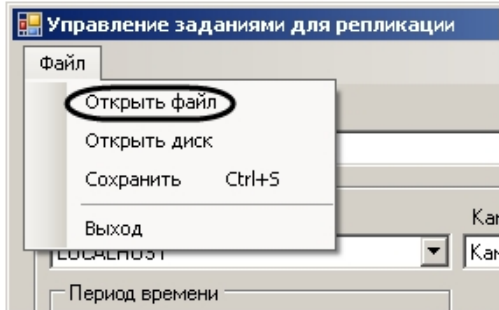 Управление заданиями для репликации
Файл
Открыть файл
Открыть диск
Сохранить Ctrl+S
Выход
LOCALHOST
Период времени